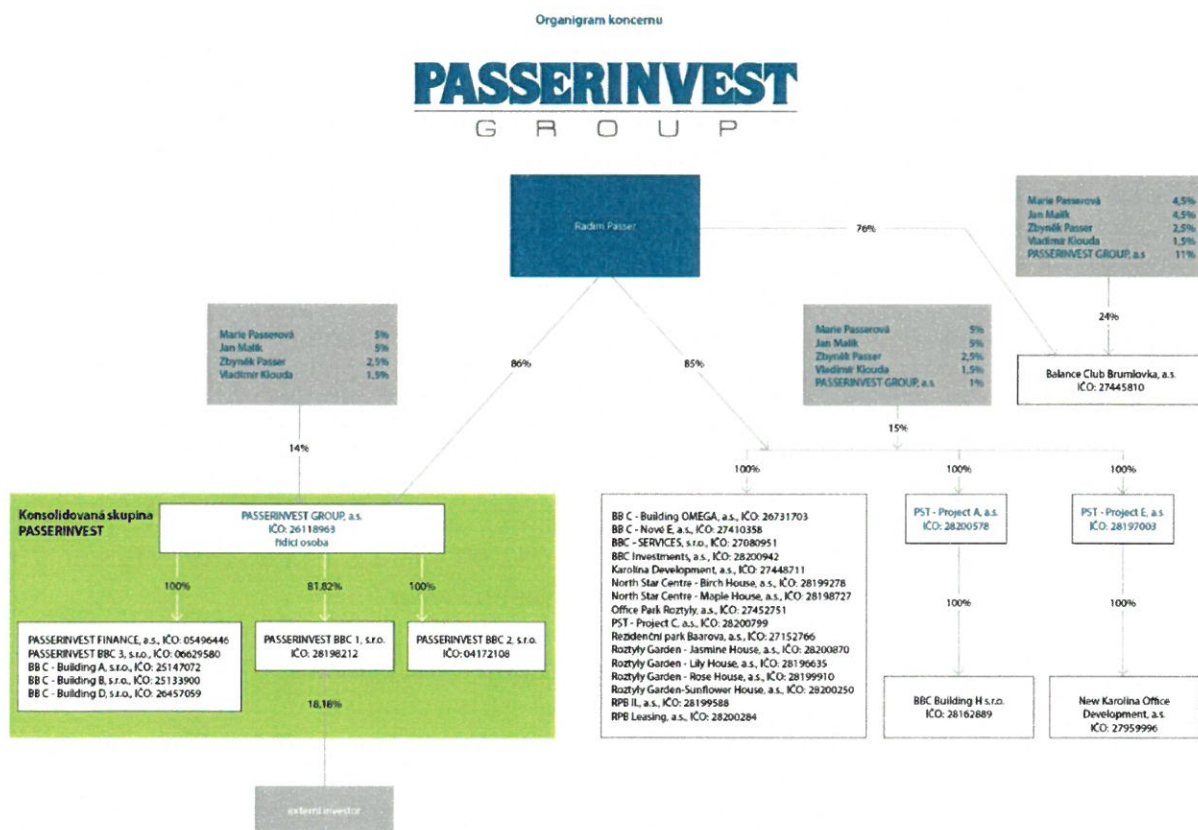 Organigram koncernu
PASSERINVEST
GROUP
Radim Passer
76%
Marie Passerová 4,5%
Jan Malík 4,5%
Zbyněk Passer 2,5%
Vladimír Klouda 1,5%
PASSERINVEST GROUP, a.s 11%
24%
Balance Club Brumlovka, a.s.
IČO: 27445810
Marie Passerová 5%
Jan Malík 5%
Zbyněk Passer 2,5%
Vladimír Klouda 1,5%
14%
86%
85%
Marie Passerová 5%
Jan Malík 5%
Zbyněk Passer 2,5%
Vladimír Klouda 1,5%
PASSERINVEST GROUP, a.s. 1%
15%
Konsolidovaná skupina
PASSERINVEST
PASSERINVEST GROUP, a.s.
IČO: 26118963
řídící osoba
100%
81,82%
100%
PASSERINVEST FINANCE, a.s., IČO: 05496446
PASSERINVEST BBC 3, s.r.o., IČO: 06629580
BB C - Building A, s.r.o., IČO: 25147072
BB C - Building B, s.r.o., IČO: 25133900
BB C - Building D, s.r.o., IČO: 26457059
PASSERINVEST BBC 1, s.r.o.
IČO: 28198212
PASSERINVEST BBC 2, s.r.o.
IČO: 04172108
18,18%
externí investor
100%
100%
100%
BB C - Building OMEGA, a.s., IČO: 26731703
BB C - Nové E, a.s., IČO: 27410358
BBC - SERVICES, s.r.o., IČO: 27080951
BBC Investments, a.s., IČO: 28200942
Karolina Development, a.s., IČO: 27448711
North Star Centre - Birch House, a.s., IČO: 28199278
North Star Centre - Maple House, a.s., IČO: 28198727
Office Park Roztyly, a.s., IČO: 27452751
PST - Project C, a.s., IČO: 28200799
Rezidenční park Baarova, a.s., IČO: 27152766
Roztyly Garden - Jasmine House, a.s., IČO: 28200870
Roztyly Garden - Lily House, a.s., IČO: 28196635
Roztyly Garden - Rose House, a.s., IČO: 28199910
Roztyly Garden-Sunflower House, a.s., IČO: 28200250
RPB IL, a.s., IČO: 28199588
RPB Leasing, a.s., IČO: 28200284
PST - Project A, a.s.
IČO: 28200578
PST - Project E, a.s.
IČO: 28197003
100%
100%
BBC Building H s.r.o.
IČO: 28162889
New Karolina Office
Development, a.s.
IČO: 27959996